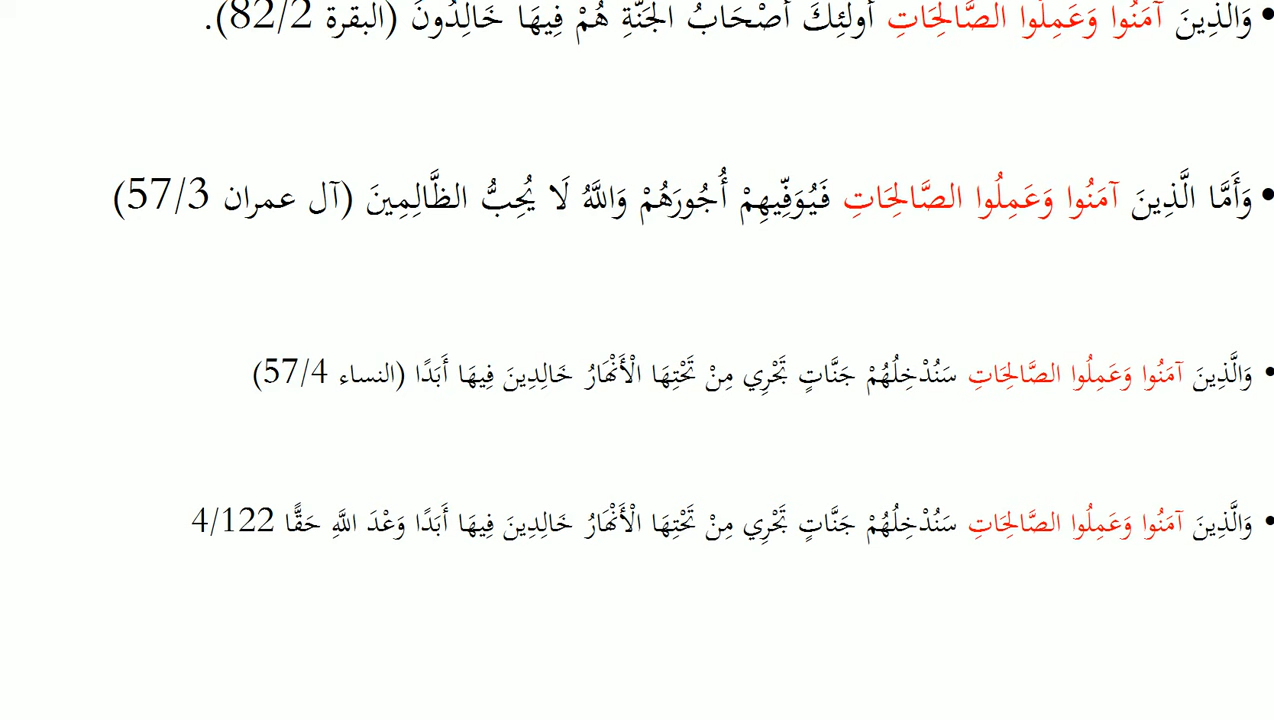 • وَالَّذِينَ آمَنُوا وَعَمِلُوا الصَّالِحَاتِ أُولَئِكَ أَصْحَابُ الْجَنَّةِ هُمْ فِيهَا خَالِدُونَ (البقرة 82/2).
• وَأَمَّا الَّذِينَ آمَنُوا وَعَمِلُوا الصَّالِحَاتِ فَيُوَفِّيهِمْ أُجُورَهُمْ وَاللَّهُ لَا يُحِبُّ الظَّالِمِينَ (آل عمران 57/3)
• وَالَّذِينَ آمَنُوا وَعَمِلُوا الصَّالِحَاتِ سَنُدْخِلُهُمْ جَنَّاتٍ تَجْرِي مِنْ تَحْتِهَا الْأَنْهَارُ خَالِدِينَ فِيهَا أَبَدًا (النساء 57/4)
• وَالَّذِينَ آمَنُوا وَعَمِلُوا الصَّالِحَاتِ سَنُدْخِلُهُمْ جَنَّاتٍ تَجْرِي مِنْ تَحْتِهَا الْأَنْهَارُ خَالِدِينَ فِيهَا أَبَدًا وَعْدَ اللَّهِ حَقًّا 4/122